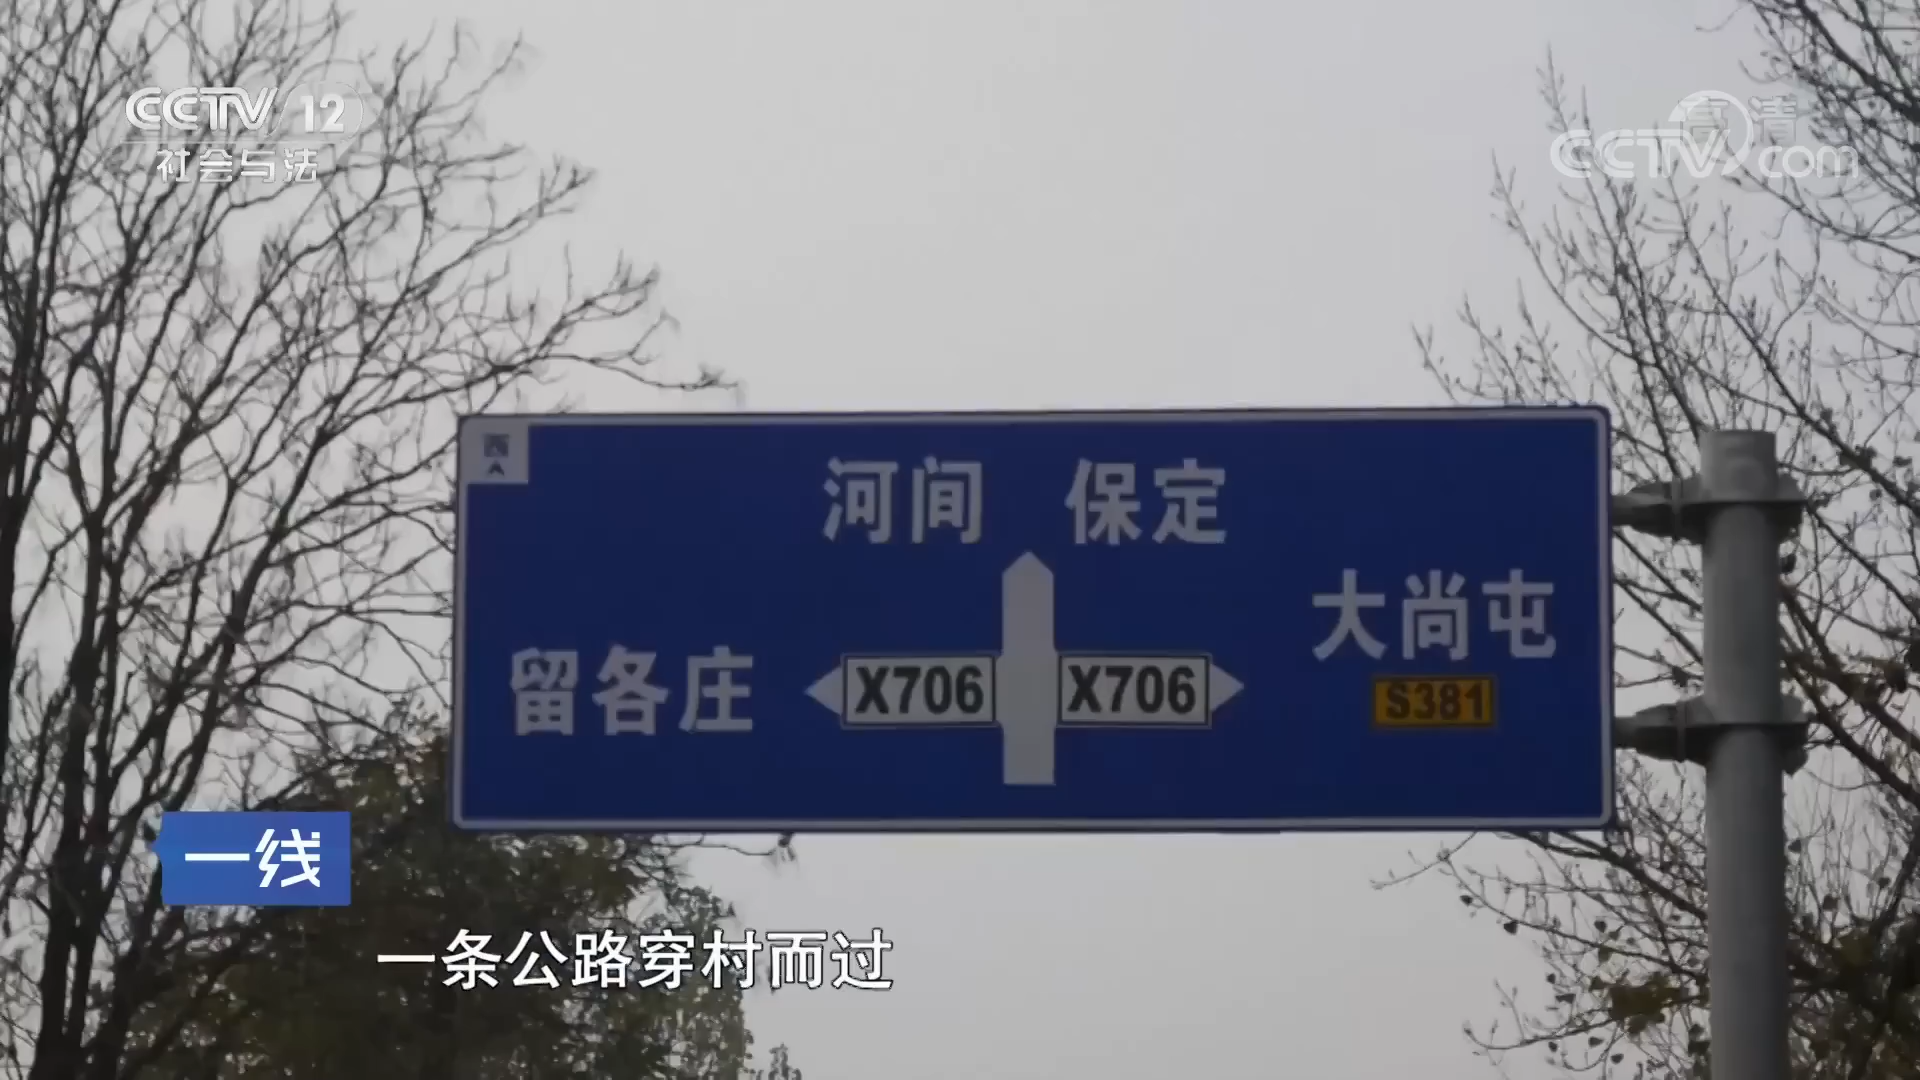 CCTV 12
社会与法
高清
CCTV.com
西
河间 保定
大尚屯
留各庄
X706
X706
S381
一线
一条公路穿村而过